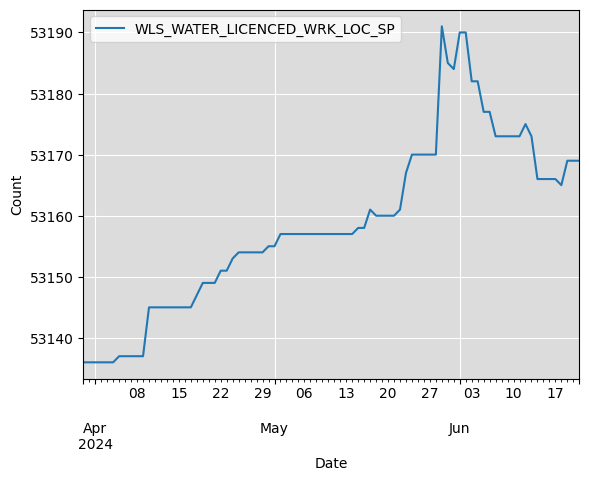 WLS_WATER_LICENCED_WRK_LOC_SP
53190
53180
53170
53160
53150
53140
Count
08 15 22 29 06 13 20 27 03 10 17
Apr May Jun
2024
Date